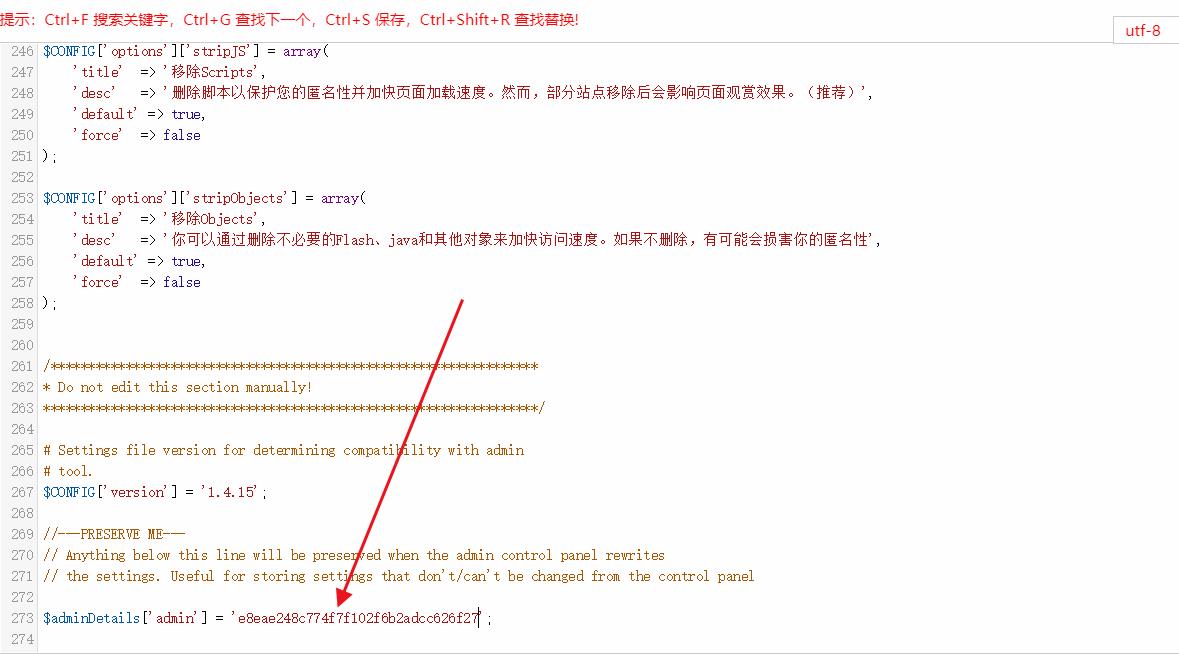 提示：Ctrl+F 搜索关键字，Ctrl+G 查找下一个，Ctrl+S 保存，Ctrl+Shift+R 查找替换!
utf-8
246 $CONFIG['options']['stripJS'] = array(
247 'title' => '移除Scripts',
248 'desc' => '删除脚本以保护您的匿名性并加快页面加载速度。然而，部分站点移除后会影响页面观赏效果。（推荐）',
249 'default' => true,
250 'force' => false
251 );
252
253 $CONFIG['options']['stripObjects'] = array(
254 'title' => '移除Objects',
255 'desc' => '你可以通过删除不必要的Flash、java和其他对象来加快访问速度。如果不删除，有可能会损害你的匿名性',
256 'default' => true,
257 'force' => false
258 );
259
260
261 /*****************************************************************
262 * Do not edit this section manually!
263 ******************************************************************/
264
265 # Settings file version for determining compatibility with admin
266 # tool.
267 $CONFIG['version'] = '1.4.15';
268
269 //---PRESERVE ME---
270 // Anything below this line will be preserved when the admin control panel rewrites
271 // the settings. Useful for storing settings that don't/can't be changed from the control panel
272
273 $adminDetails['admin'] = 'e8eae248c774f7f102f6b2adcc626f27';
274